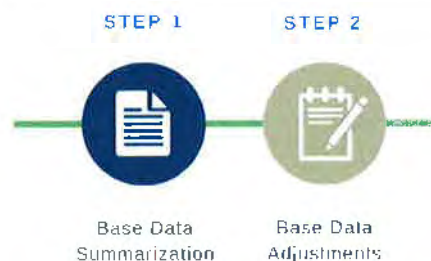 STEP 1
STEP 2
Base Data
Summarization
Base Data
Adjustments